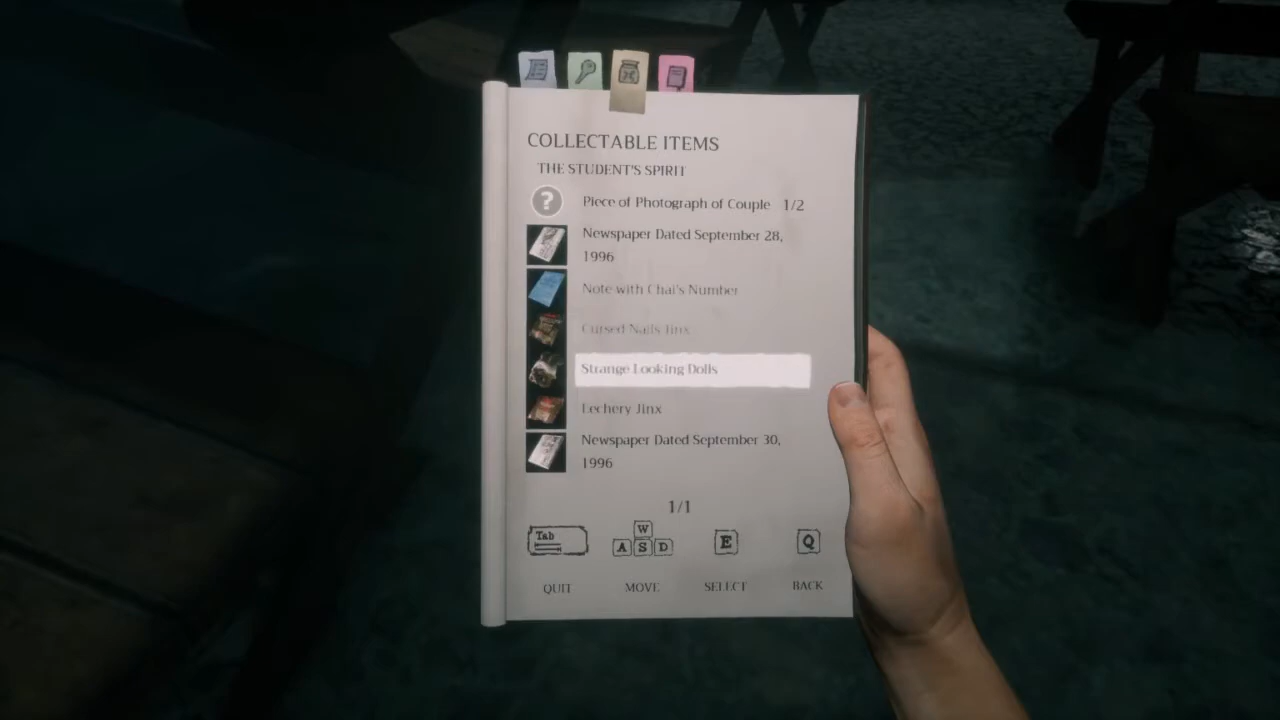 COLLECTABLE ITEMS
THE STUDENT'S SPIRIT
?
Piece of Photograph of Couple 1/2
Newspaper Dated September 28,
1996
Note with Chai's Number
Cursed Nails Jinx
Strange Looking Dolls
Lechery Jinx
Newspaper Dated September 30,
1996
1/1
Tab
W
A S D
E
Q
QUIT
MOVE
SELECT
BACK